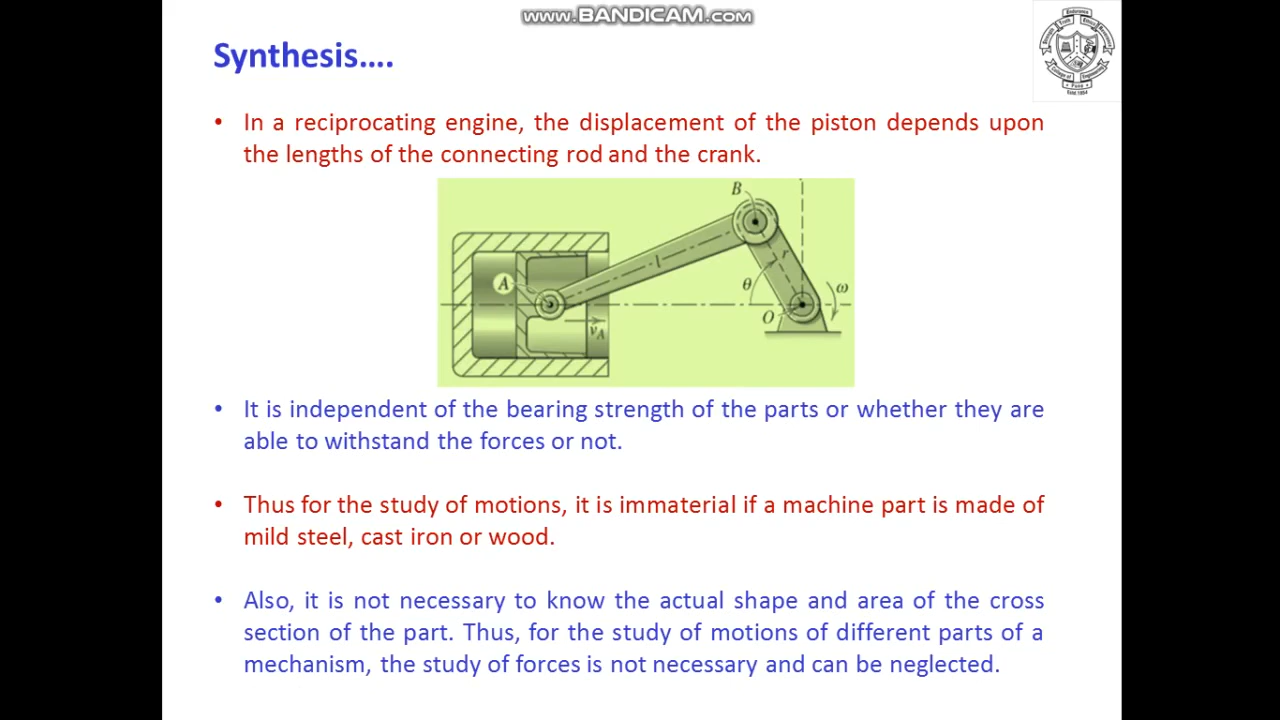 www.BANDICAM.com
Synthesis....
• In a reciprocating engine, the displacement of the piston depends upon
the lengths of the connecting rod and the crank.
B
A
l
r
θ
ω
O
vA
• It is independent of the bearing strength of the parts or whether they are
able to withstand the forces or not.
• Thus for the study of motions, it is immaterial if a machine part is made of
mild steel, cast iron or wood.
• Also, it is not necessary to know the actual shape and area of the cross
section of the part. Thus, for the study of motions of different parts of a
mechanism, the study of forces is not necessary and can be neglected.